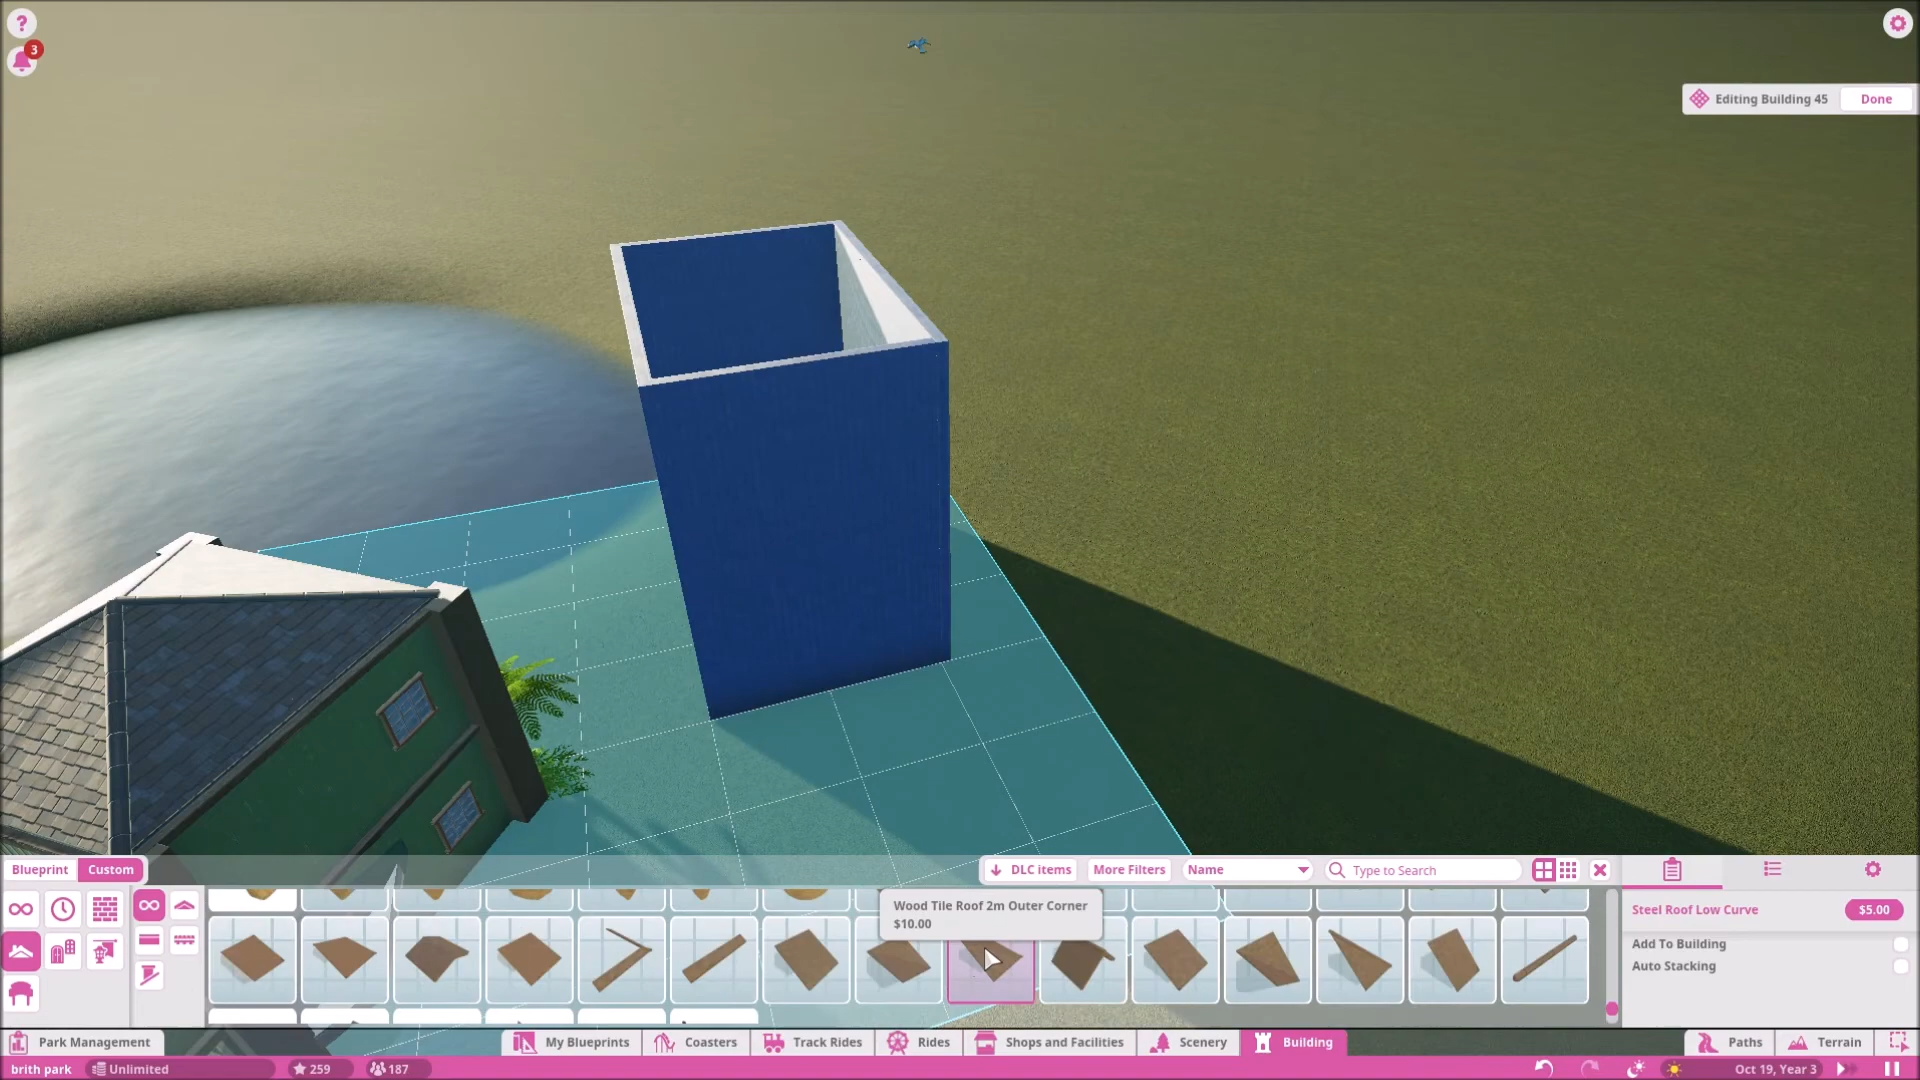 ?
3
Editing Building 45
Done
Blueprint
Custom
DLC items
More Filters
Name
Type to Search
Wood Tile Roof 2m Outer Corner
$10.00
Steel Roof Low Curve
$5.00
Add To Building
Auto Stacking
Park Management
My Blueprints
Coasters
Track Rides
Rides
Shops and Facilities
Scenery
Building
Paths
Terrain
brith park
Unlimited
259
187
Oct 19, Year 3